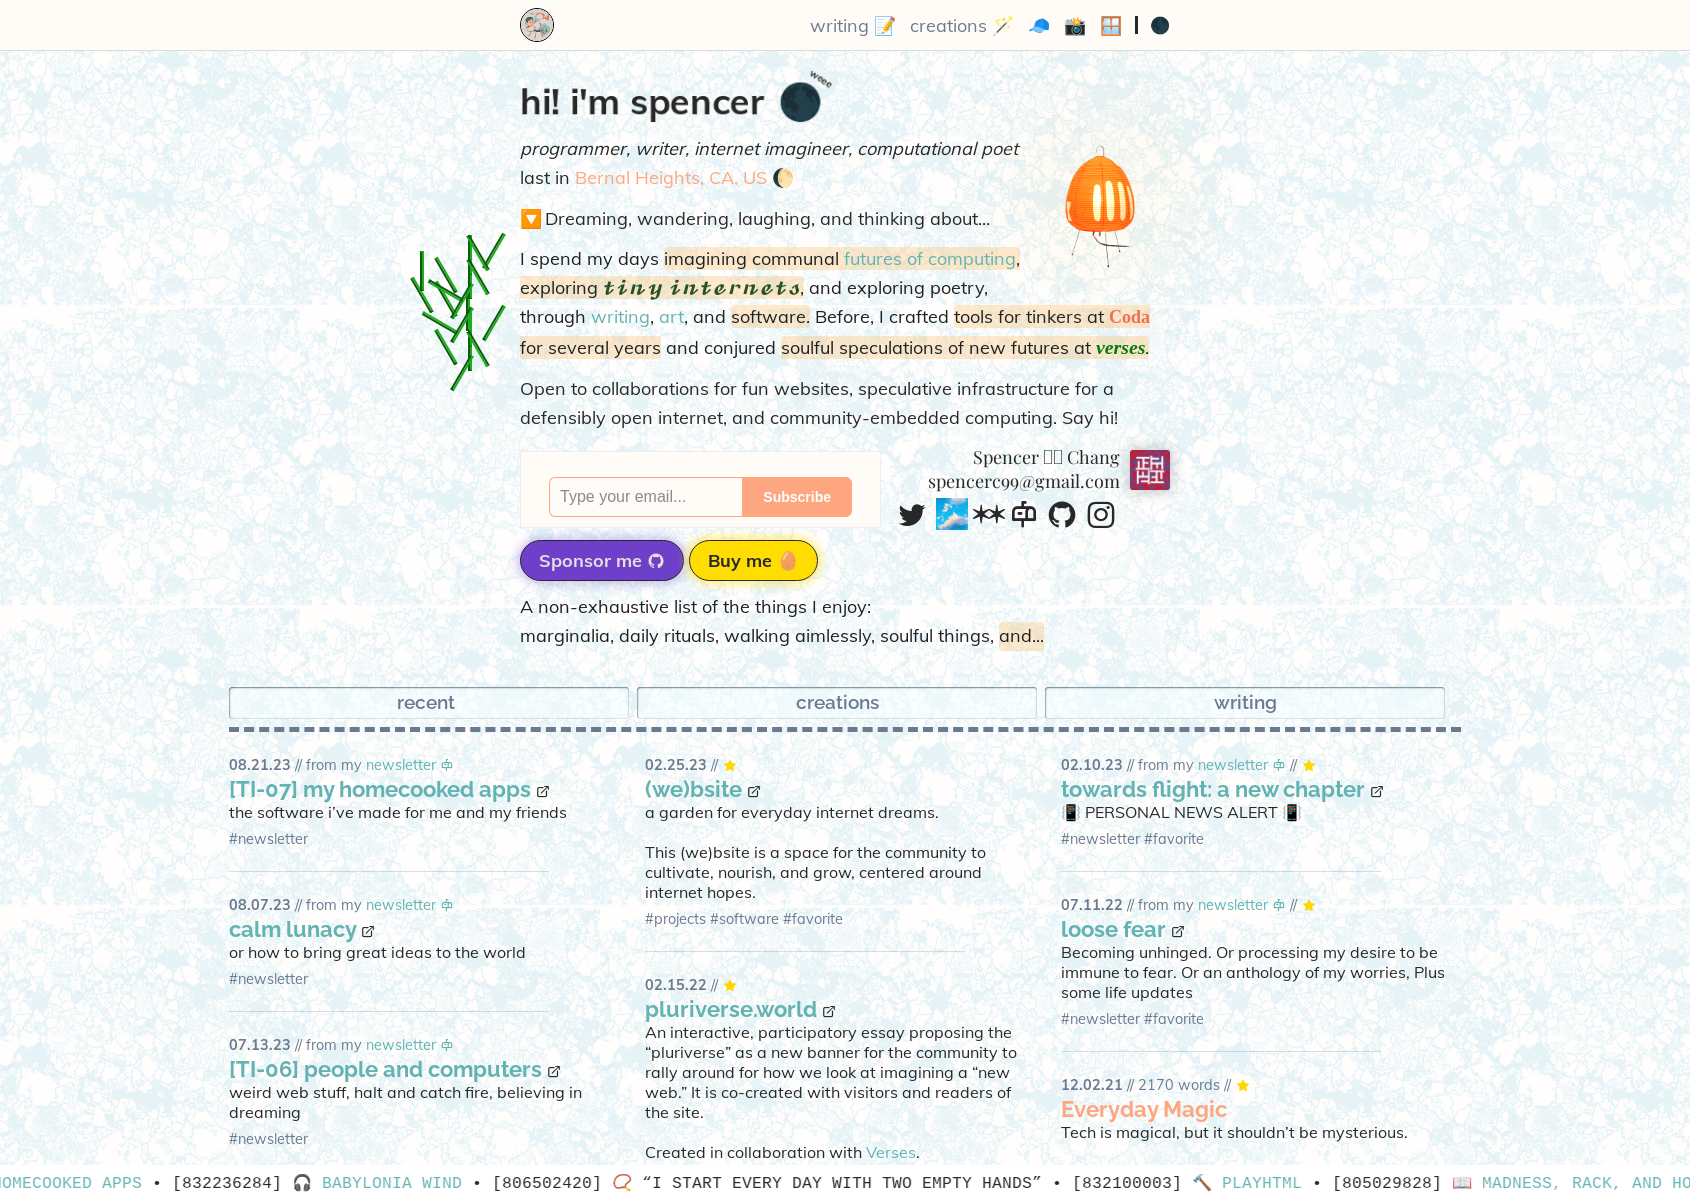 writing 📝 creations 🪄 🧢 📸 🪟 | 🌑
weee
hi! i'm spencer 🌑
programmer, writer, internet imagineer, computational poet
last in Bernal Heights, CA, US 🌔
🔽 Dreaming, wandering, laughing, and thinking about...
I spend my days imagining communal futures of computing,
exploring tiny internets, and exploring poetry,
through writing, art, and software. Before, I crafted tools for tinkers at Coda
for several years and conjured soulful speculations of new futures at verses.
Open to collaborations for fun websites, speculative infrastructure for a
defensibly open internet, and community-embedded computing. Say hi!
Type your email...
Subscribe
Spencer Chang
spencerc99@gmail.com
Sponsor me
Buy me 🥚
A non-exhaustive list of the things I enjoy:
marginalia, daily rituals, walking aimlessly, soulful things, and...
recent
creations
writing
08.21.23 // from my newsletter
[TI-07] my homecooked apps
the software i’ve made for me and my friends
#newsletter
08.07.23 // from my newsletter
calm lunacy
or how to bring great ideas to the world
#newsletter
07.13.23 // from my newsletter
[TI-06] people and computers
weird web stuff, halt and catch fire, believing in
dreaming
#newsletter
02.25.23 // ⭐
(we)bsite
a garden for everyday internet dreams.
This (we)bsite is a space for the community to
cultivate, nourish, and grow, centered around
internet hopes.
#projects #software #favorite
02.15.22 // ⭐
pluriverse.world
An interactive, participatory essay proposing the
“pluriverse” as a new banner for the community to
rally around for how we look at imagining a “new
web.” It is co-created with visitors and readers of
the site.
Created in collaboration with Verses.
02.10.23 // from my newsletter // ⭐
towards flight: a new chapter
📳 PERSONAL NEWS ALERT 📳
#newsletter #favorite
07.11.22 // from my newsletter // ⭐
loose fear
Becoming unhinged. Or processing my desire to be
immune to fear. Or an anthology of my worries, Plus
some life updates
#newsletter #favorite
12.02.21 // 2170 words // ⭐
Everyday Magic
Tech is magical, but it shouldn’t be mysterious.
HOMECOOKED APPS • [832236284] 🎧 BABYLONIA WIND • [806502420] 📿 “I START EVERY DAY WITH TWO EMPTY HANDS” • [832100003] 🔨 PLAYHTML • [805029828] 📖 MADNESS, RACK, AND HO